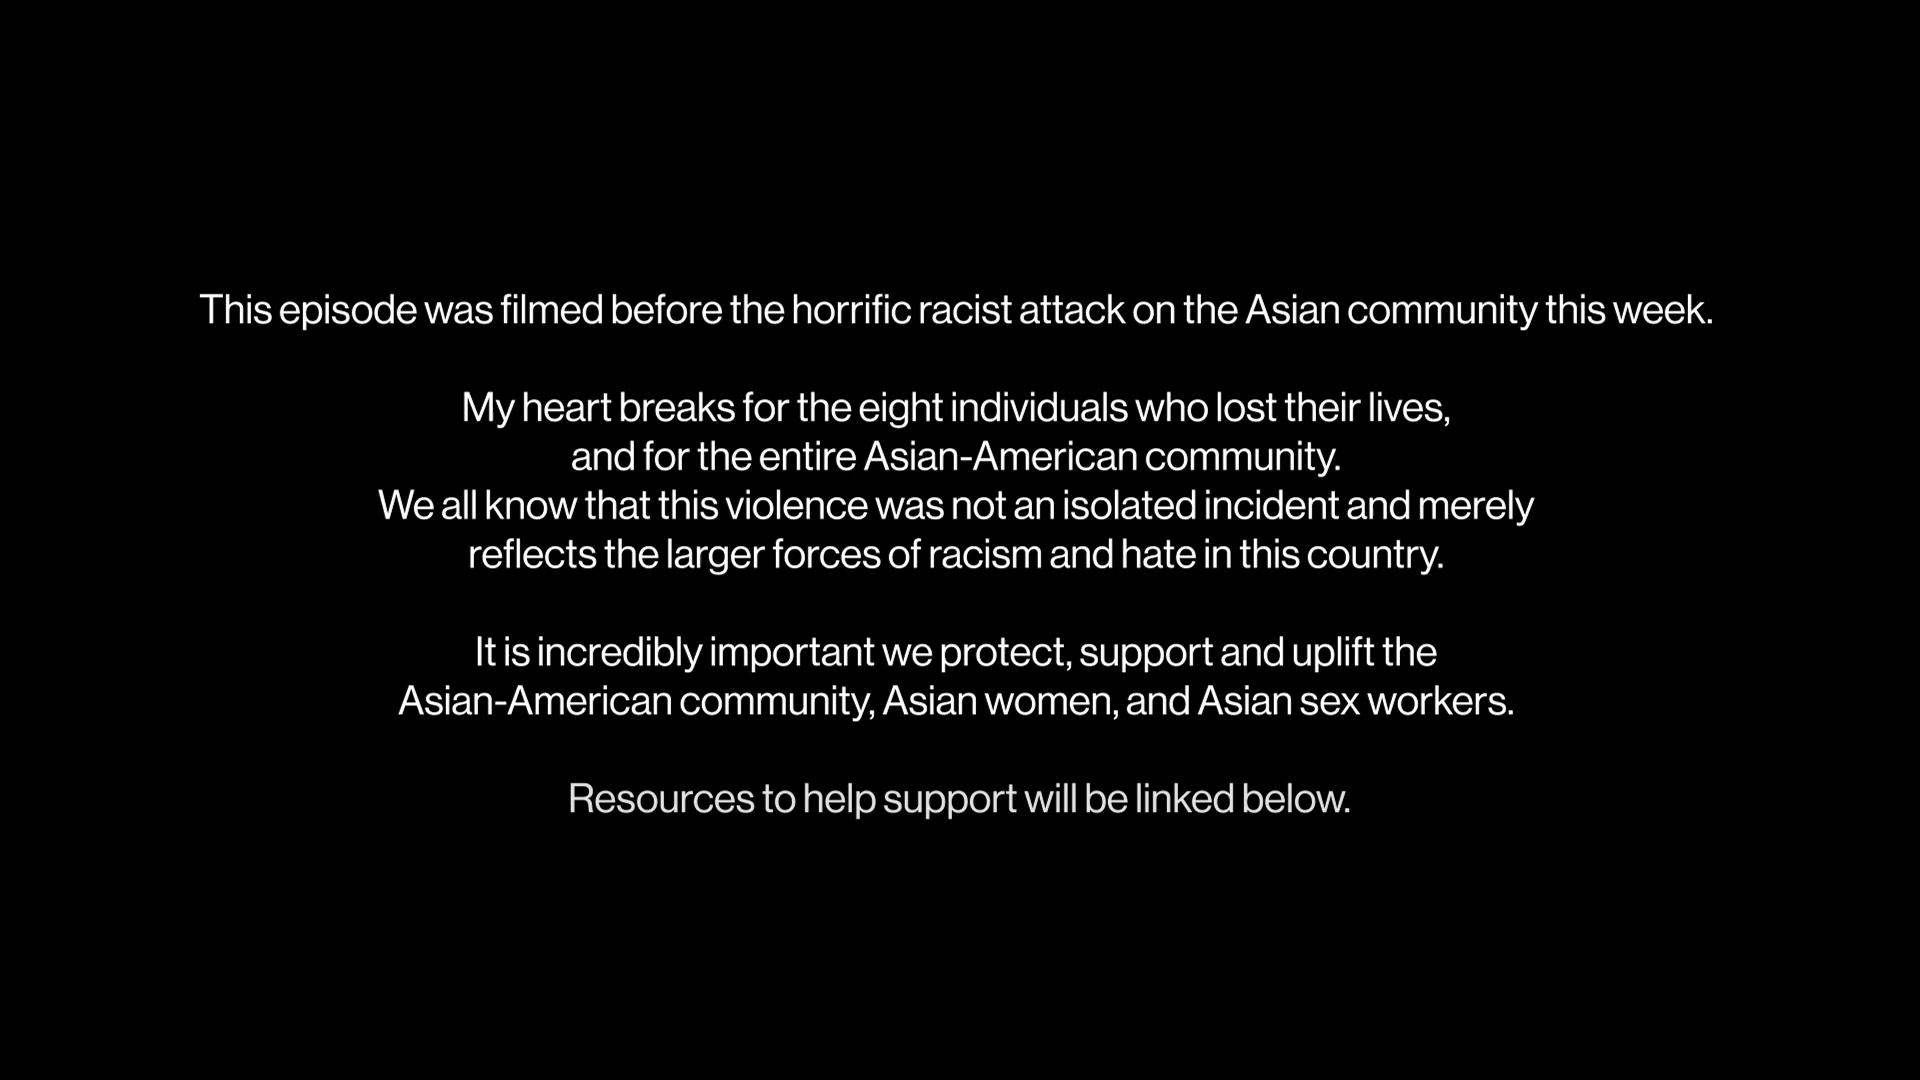 This episode was filmed before the horrific racist attack on the Asian community this week.
My heart breaks for the eight individuals who lost their lives,
and for the entire Asian-American community.
We all know that this violence was not an isolated incident and merely
reflects the larger forces of racism and hate in this country.
It is incredibly important we protect, support and uplift the
Asian-American community, Asian women, and Asian sex workers.
Resources to help support will be linked below.